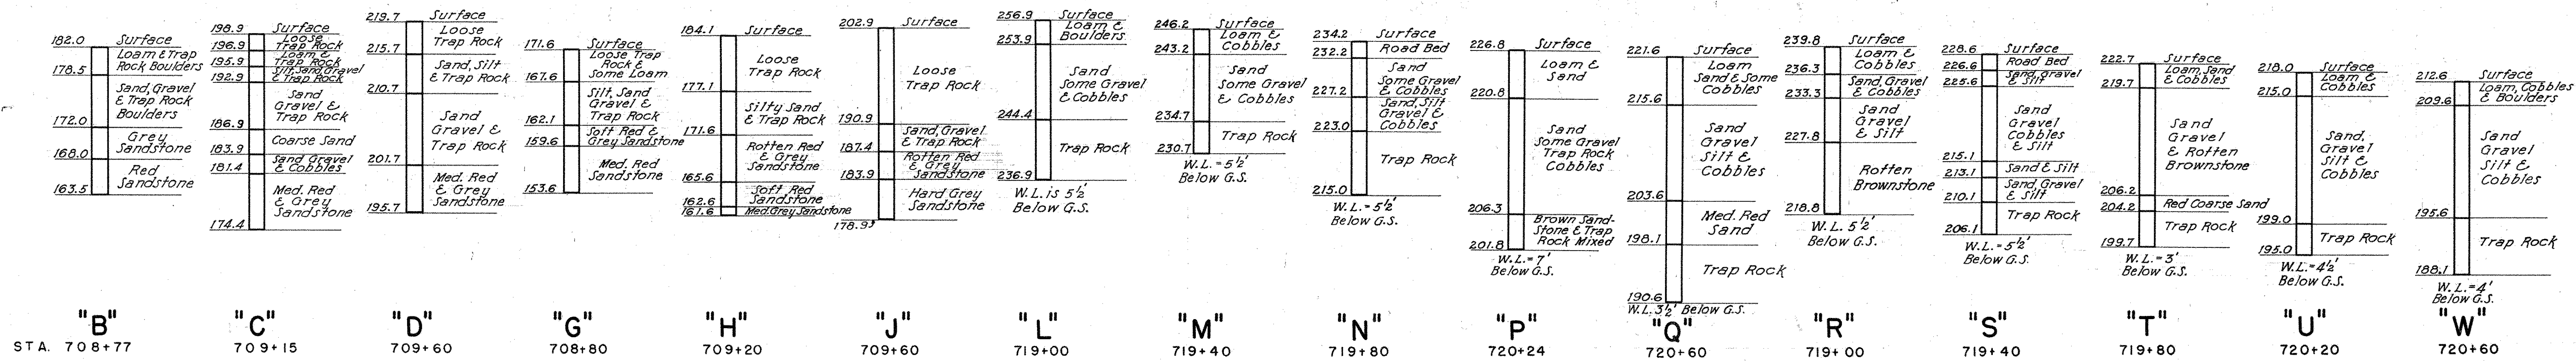 182.0 Surface
Loam & Trap
Rock Boulders
178.5
Sand, Gravel
& Trap Rock
Boulders
172.0
Grey
Sandstone
168.0
Red
Sandstone
163.5
"B"
STA. 708+77
198.9 Surface
Loose
Trap Rock
196.9
Loam &
Trap Rock
195.9
Silt, Sand, Gravel
& Trap Rock
192.9
Sand
Gravel &
Trap Rock
186.9
Coarse Sand
183.9
Sand Gravel
& Cobbles
181.4
Med. Red
& Grey
Sandstone
174.4
"C"
709+15
219.7 Surface
Loose
Trap Rock
215.7
Sand, Silt
& Trap Rock
210.7
Sand
Gravel &
Trap Rock
201.7
Med. Red
& Grey
Sandstone
195.7
"D"
709+60
171.6 Surface
Loose Trap
Rock &
Some Loam
167.6
Silt, Sand
Gravel &
Trap Rock
162.1
Soft Red &
Grey Sandstone
159.6
Med. Red
Sandstone
153.6
"G"
708+80
184.1 Surface
Loose
Trap Rock
177.1
Silty Sand
& Trap Rock
171.6
Rotten Red
& Grey
Sandstone
165.6
Soft Red
Sandstone
162.6
Med. Grey Sandstone
161.6
"H"
709+20
202.9 Surface
Loose
Trap Rock
190.9
Sand, Gravel
& Trap Rock
187.4
Rotten Red
& Grey
Sandstone
183.9
Hard Grey
Sandstone
178.9
"J"
709+60
256.9 Surface
Loam &
Boulders
253.9
Sand
Some Gravel
& Cobbles
244.4
Trap Rock
236.9
W.L. is 5½'
Below G.S.
"L"
719+00
246.2 Surface
Loam &
Cobbles
243.2
Sand
Some Gravel
& Cobbles
234.7
Trap Rock
230.7
W.L. = 5½'
Below G.S.
"M"
719+40
234.2 Surface
Road Bed
232.2
Sand
Some Gravel
& Cobbles
227.2
Sand, Silt
Gravel &
Cobbles
223.0
Trap Rock
215.0
W.L. = 5½'
Below G.S.
"N"
719+80
226.8 Surface
Loam &
Sand
220.8
Sand
Some Gravel
Trap Rock
Cobbles
206.3
Brown Sand-
Stone & Trap
Rock Mixed
201.8
W.L. = 7'
Below G.S.
"P"
720+24
221.6 Surface
Loam
Sand & Some
Cobbles
215.6
Sand
Gravel
Silt &
Cobbles
203.6
Med. Red
Sand
198.1
Trap Rock
190.6
W.L. 3½' Below G.S.
"Q"
720+60
239.8 Surface
Loam &
Cobbles
236.3
Sand, Gravel
& Cobbles
233.3
Sand
Gravel
& Silt
227.8
Rotten
Brownstone
218.8
W.L. 5½'
Below G.S.
"R"
719+00
228.6 Surface
Road Bed
226.6
Sand, gravel
& Silt
225.6
Sand
Gravel
Cobbles
& Silt
215.1
Sand & Silt
213.1
Sand, Gravel
& Silt
210.1
Trap Rock
206.1
W.L. = 5½'
Below G.S.
"S"
719+40
222.7 Surface
Loam, Sand
& Cobbles
219.7
Sand
Gravel
& Rotten
Brownstone
206.2
Red Coarse Sand
204.2
Trap Rock
199.7
W.L. = 3'
Below G.S.
"T"
719+80
218.0 Surface
Loam &
Cobbles
215.0
Sand,
Gravel
Silt &
Cobbles
199.0
Trap Rock
195.0
W.L. = 4½'
Below G.S.
"U"
720+20
212.6 Surface
Loam, Cobbles
& Boulders
209.6
Sand
Gravel
Silt &
Cobbles
195.6
Trap Rock
188.1
W.L. = 4'
Below G.S.
"W"
720+60